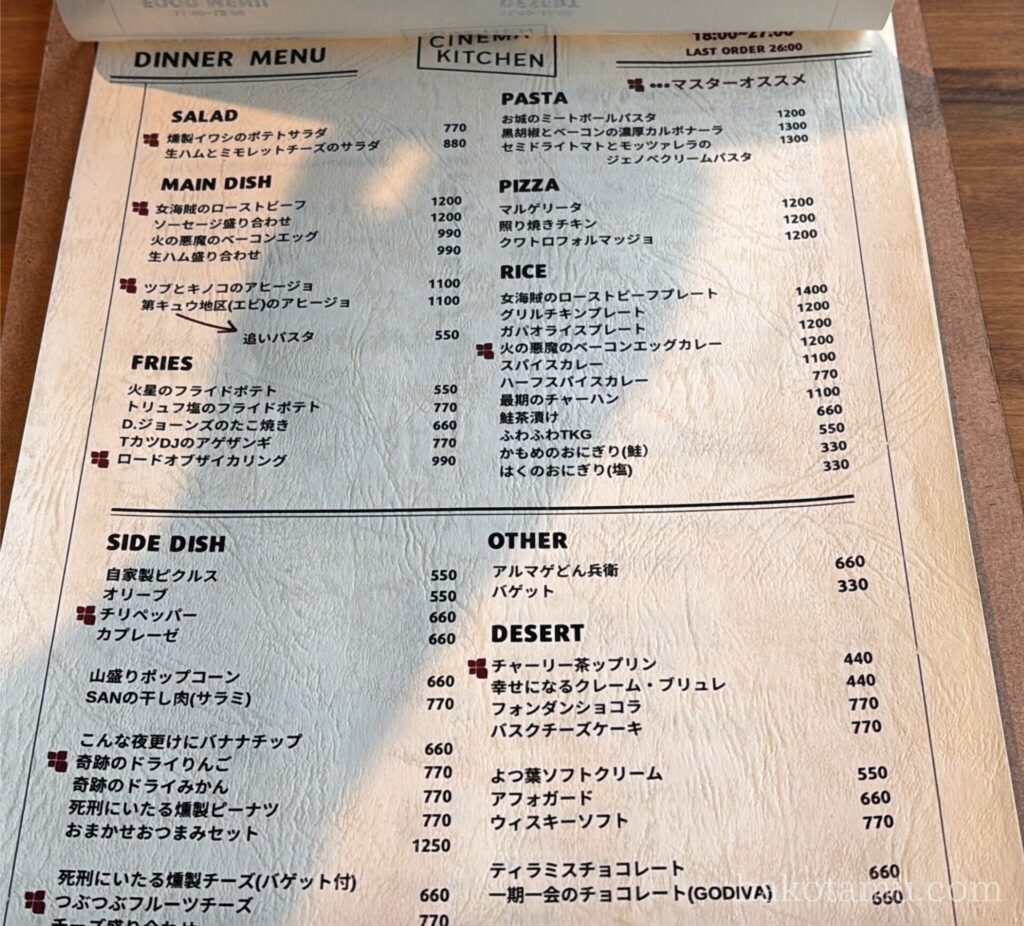 FOOD MENU
11:00~18:00
DESERT
DINNER MENU
CINEMA
KITCHEN
18:00~27:00
LAST ORDER 26:00
•••マスターオススメ
SALAD
燻製イワシのポテトサラダ 770
生ハムとミモレットチーズのサラダ 880
MAIN DISH
女海賊のローストビーフ 1200
ソーセージ盛り合わせ 1200
火の悪魔のベーコンエッグ 990
生ハム盛り合わせ 990
ツブとキノコのアヒージョ 1100
第キュウ地区(エビ)のアヒージョ 1100
追いパスタ 550
FRIES
火星のフライドポテト 550
トリュフ塩のフライドポテト 770
D.ジョーンズのたこ焼き 660
TカツDJのアゲザンギ 770
ロードオブザイカリング 990
PASTA
お城のミートボールパスタ 1200
黒胡椒とベーコンの濃厚カルボナーラ 1300
セミドライトマトとモッツァレラの 1300
ジェノベクリームパスタ
PIZZA
マルゲリータ 1200
照り焼きチキン 1200
クワトロフォルマッジョ 1200
RICE
女海賊のローストビーフプレート 1400
グリルチキンプレート 1200
ガパオライスプレート 1200
火の悪魔のベーコンエッグカレー 1200
スパイスカレー 1100
ハーフスパイスカレー 770
最期のチャーハン 1100
鮭茶漬け 660
ふわふわTKG 550
かもめのおにぎり(鮭) 330
はくのおにぎり(塩) 330
SIDE DISH
自家製ピクルス 550
オリーブ 550
チリペッパー 660
カプレーゼ 660
山盛りポップコーン 660
SANの干し肉(サラミ) 770
こんな夜更けにバナナチップ 660
奇跡のドライりんご 770
奇跡のドライみかん 770
死刑にいたる燻製ピーナツ 770
おまかせおつまみセット 1250
死刑にいたる燻製チーズ(バゲット付) 660
つぶつぶフルーツチーズ 770
チーズ盛り合わせ
OTHER
アルマゲどん兵衛 660
バゲット 330
DESERT
チャーリー茶ップリン 440
幸せになるクレーム・ブリュレ 440
フォンダンショコラ 770
バスクチーズケーキ 770
よつ葉ソフトクリーム 550
アフォガード 660
ウィスキーソフト 770
ティラミスチョコレート 660
一期一会のチョコレート(GODIVA) 660